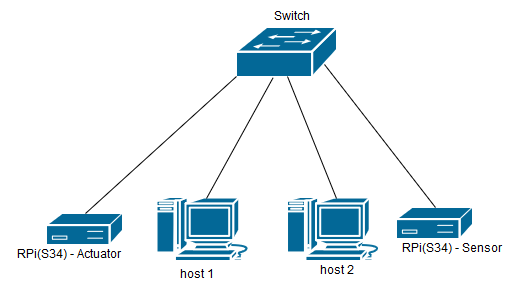 Switch
RPi(S34) - Actuator
host 1
host 2
RPi(S34) - Sensor